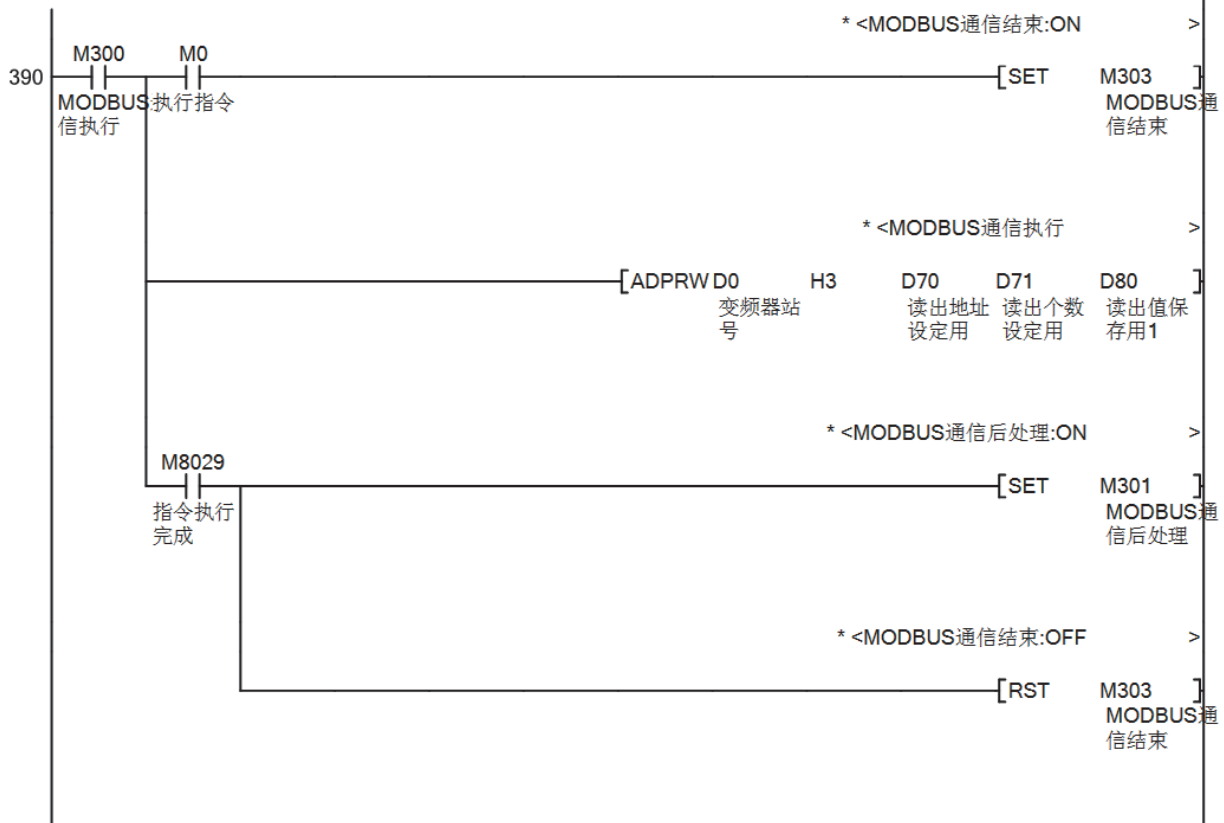 * <MODBUS通信结束:ON >
M300 M0
390 SET M303
MODBUS 执行指令 MODBUS通
信执行 信结束
* <MODBUS通信执行 >
ADPRW D0 H3 D70 D71 D80
变频器站 读出地址 读出个数 读出值保
号 设定用 设定用 存用1
* <MODBUS通信后处理:ON >
M8029
SET M301
指令执行 MODBUS通
完成 信后处理
* <MODBUS通信结束:OFF >
RST M303
MODBUS通
信结束